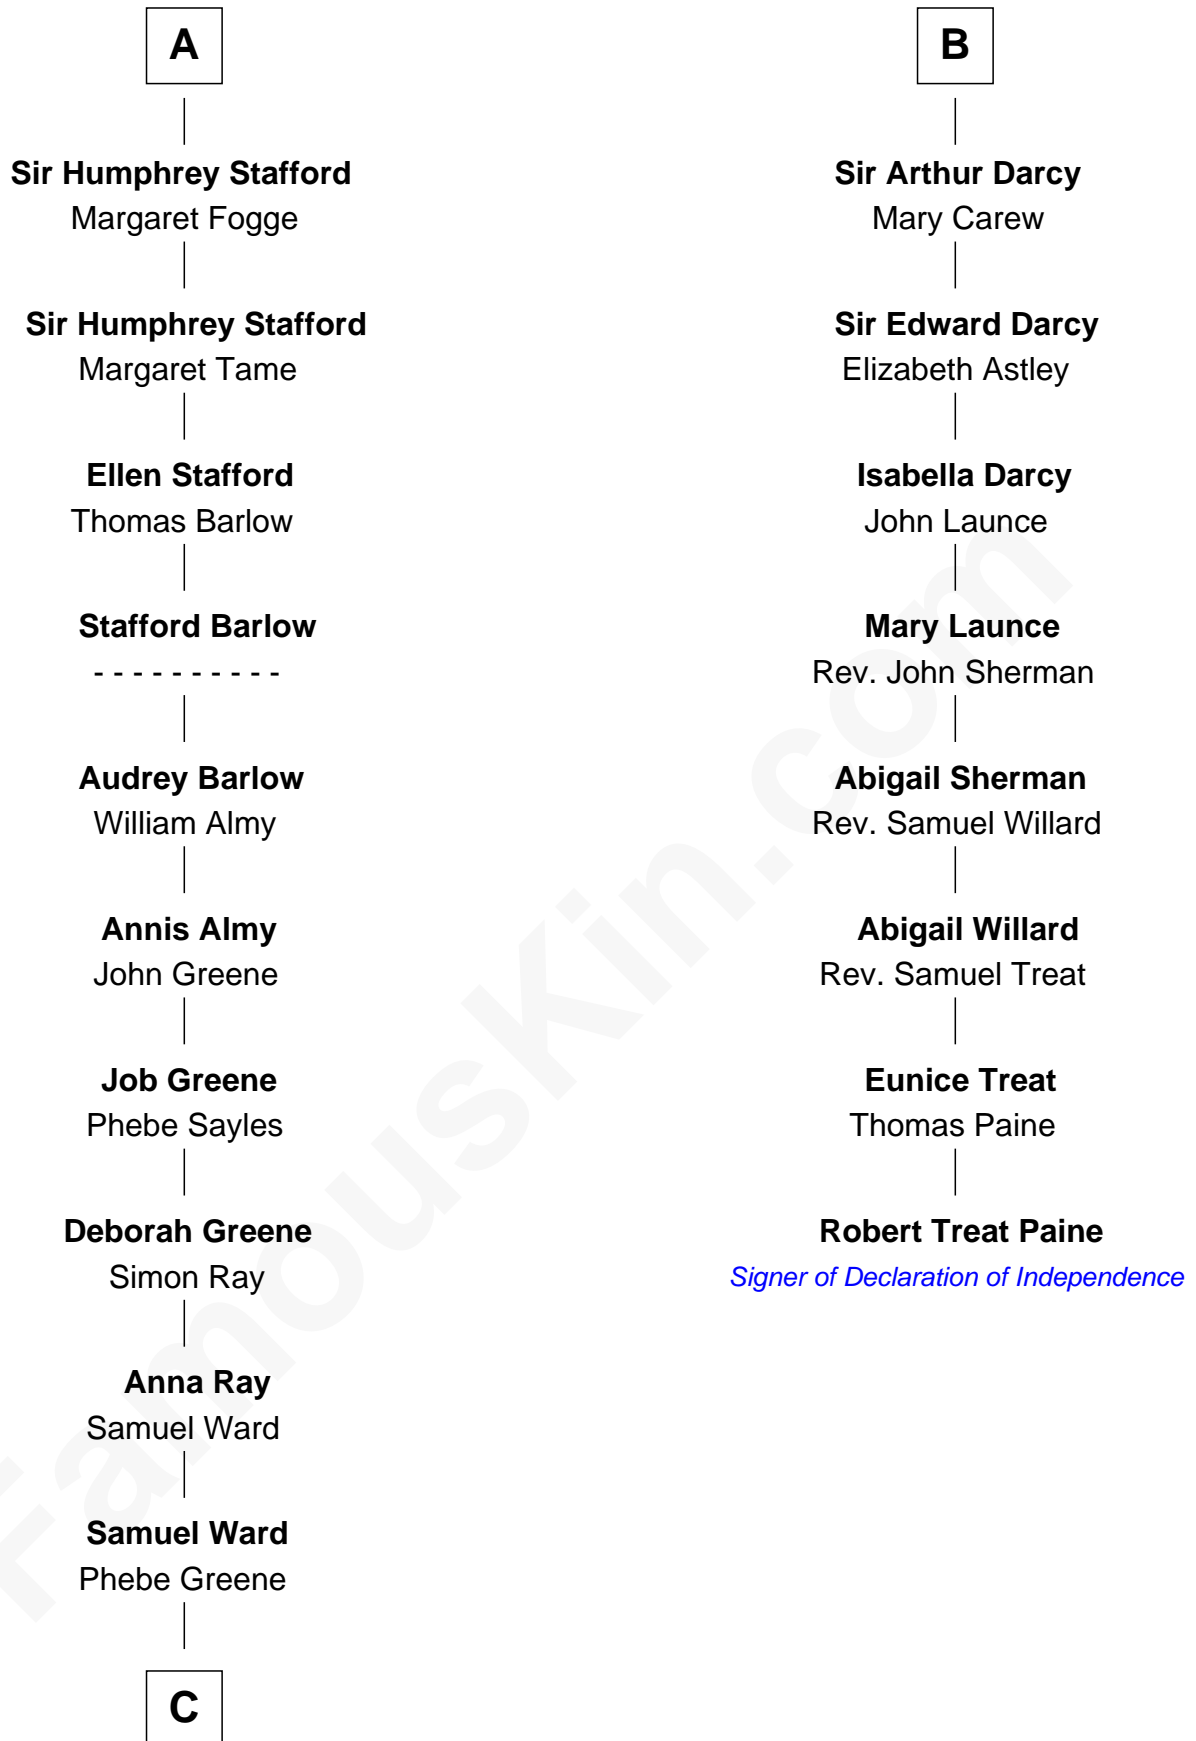 A
Sir Humphrey Stafford
Margaret Fogge
Sir Humphrey Stafford
Margaret Tame
Ellen Stafford
Thomas Barlow
Stafford Barlow
- - - - - - - - - -
Audrey Barlow
William Almy
Annis Almy
John Greene
Job Greene
Phebe Sayles
Deborah Greene
Simon Ray
Anna Ray
Samuel Ward
Samuel Ward
Phebe Greene
C
B
Sir Arthur Darcy
Mary Carew
Sir Edward Darcy
Elizabeth Astley
Isabella Darcy
John Launce
Mary Launce
Rev. John Sherman
Abigail Sherman
Rev. Samuel Willard
Abigail Willard
Rev. Samuel Treat
Eunice Treat
Thomas Paine
Robert Treat Paine
Signer of Declaration of Independence
FamousKin.com